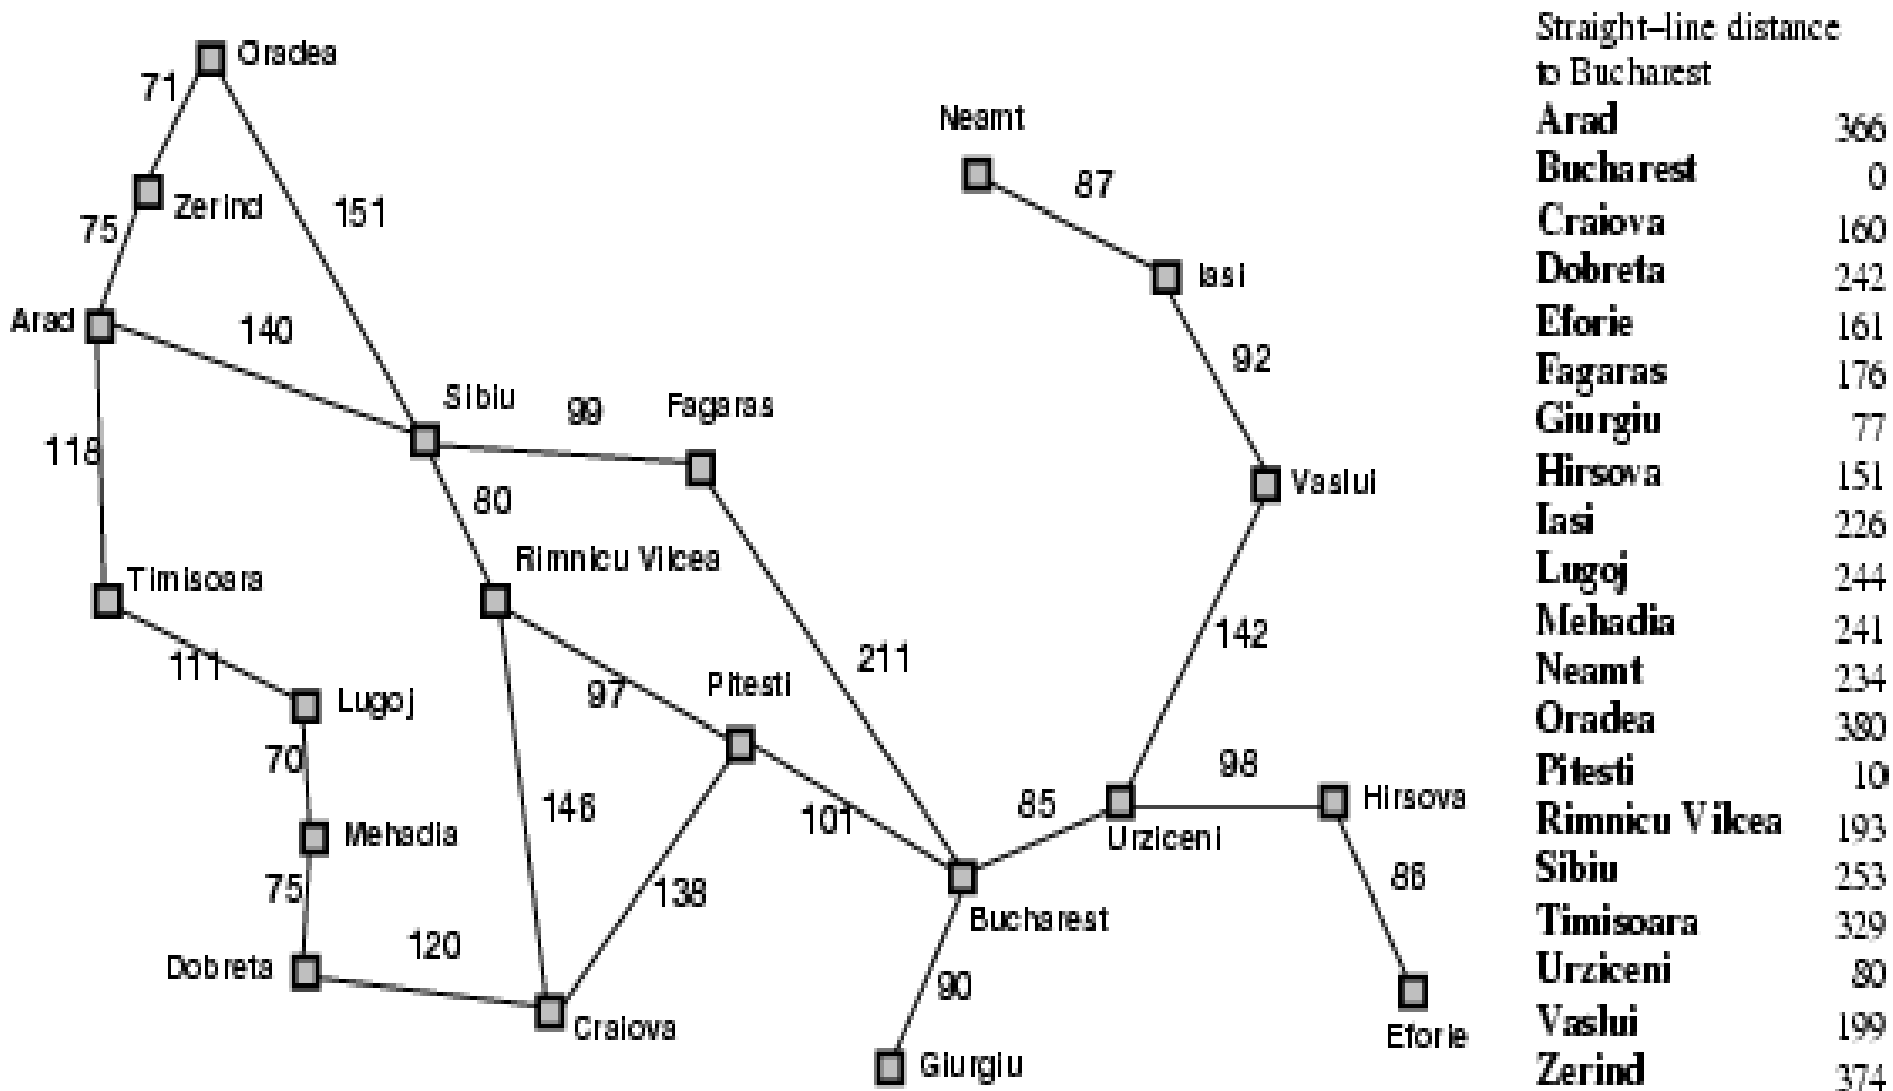 Oradea
71
Neamt
87
Zerind
151
75
Iasi
Arad
140
92
Sibiu
99
Fagaras
118
80
Vaslui
Rimnicu Vilcea
Timisoara
142
111
211
Pitesti
Lugoj
97
70
98
146
101
85
Hirsova
Mehadia
Urziceni
138
86
75
Bucharest
120
Dobreta
90
Craiova
Eforie
Giurgiu
Straight-line distance
to Bucharest
Arad 366
Bucharest 0
Craiova 160
Dobreta 242
Eforie 161
Fagaras 176
Giurgiu 77
Hirsova 151
Iasi 226
Lugoj 244
Mehadia 241
Neamt 234
Oradea 380
Pitesti 10
Rimnicu Vilcea 193
Sibiu 253
Timisoara 329
Urziceni 80
Vaslui 199
Zerind 374